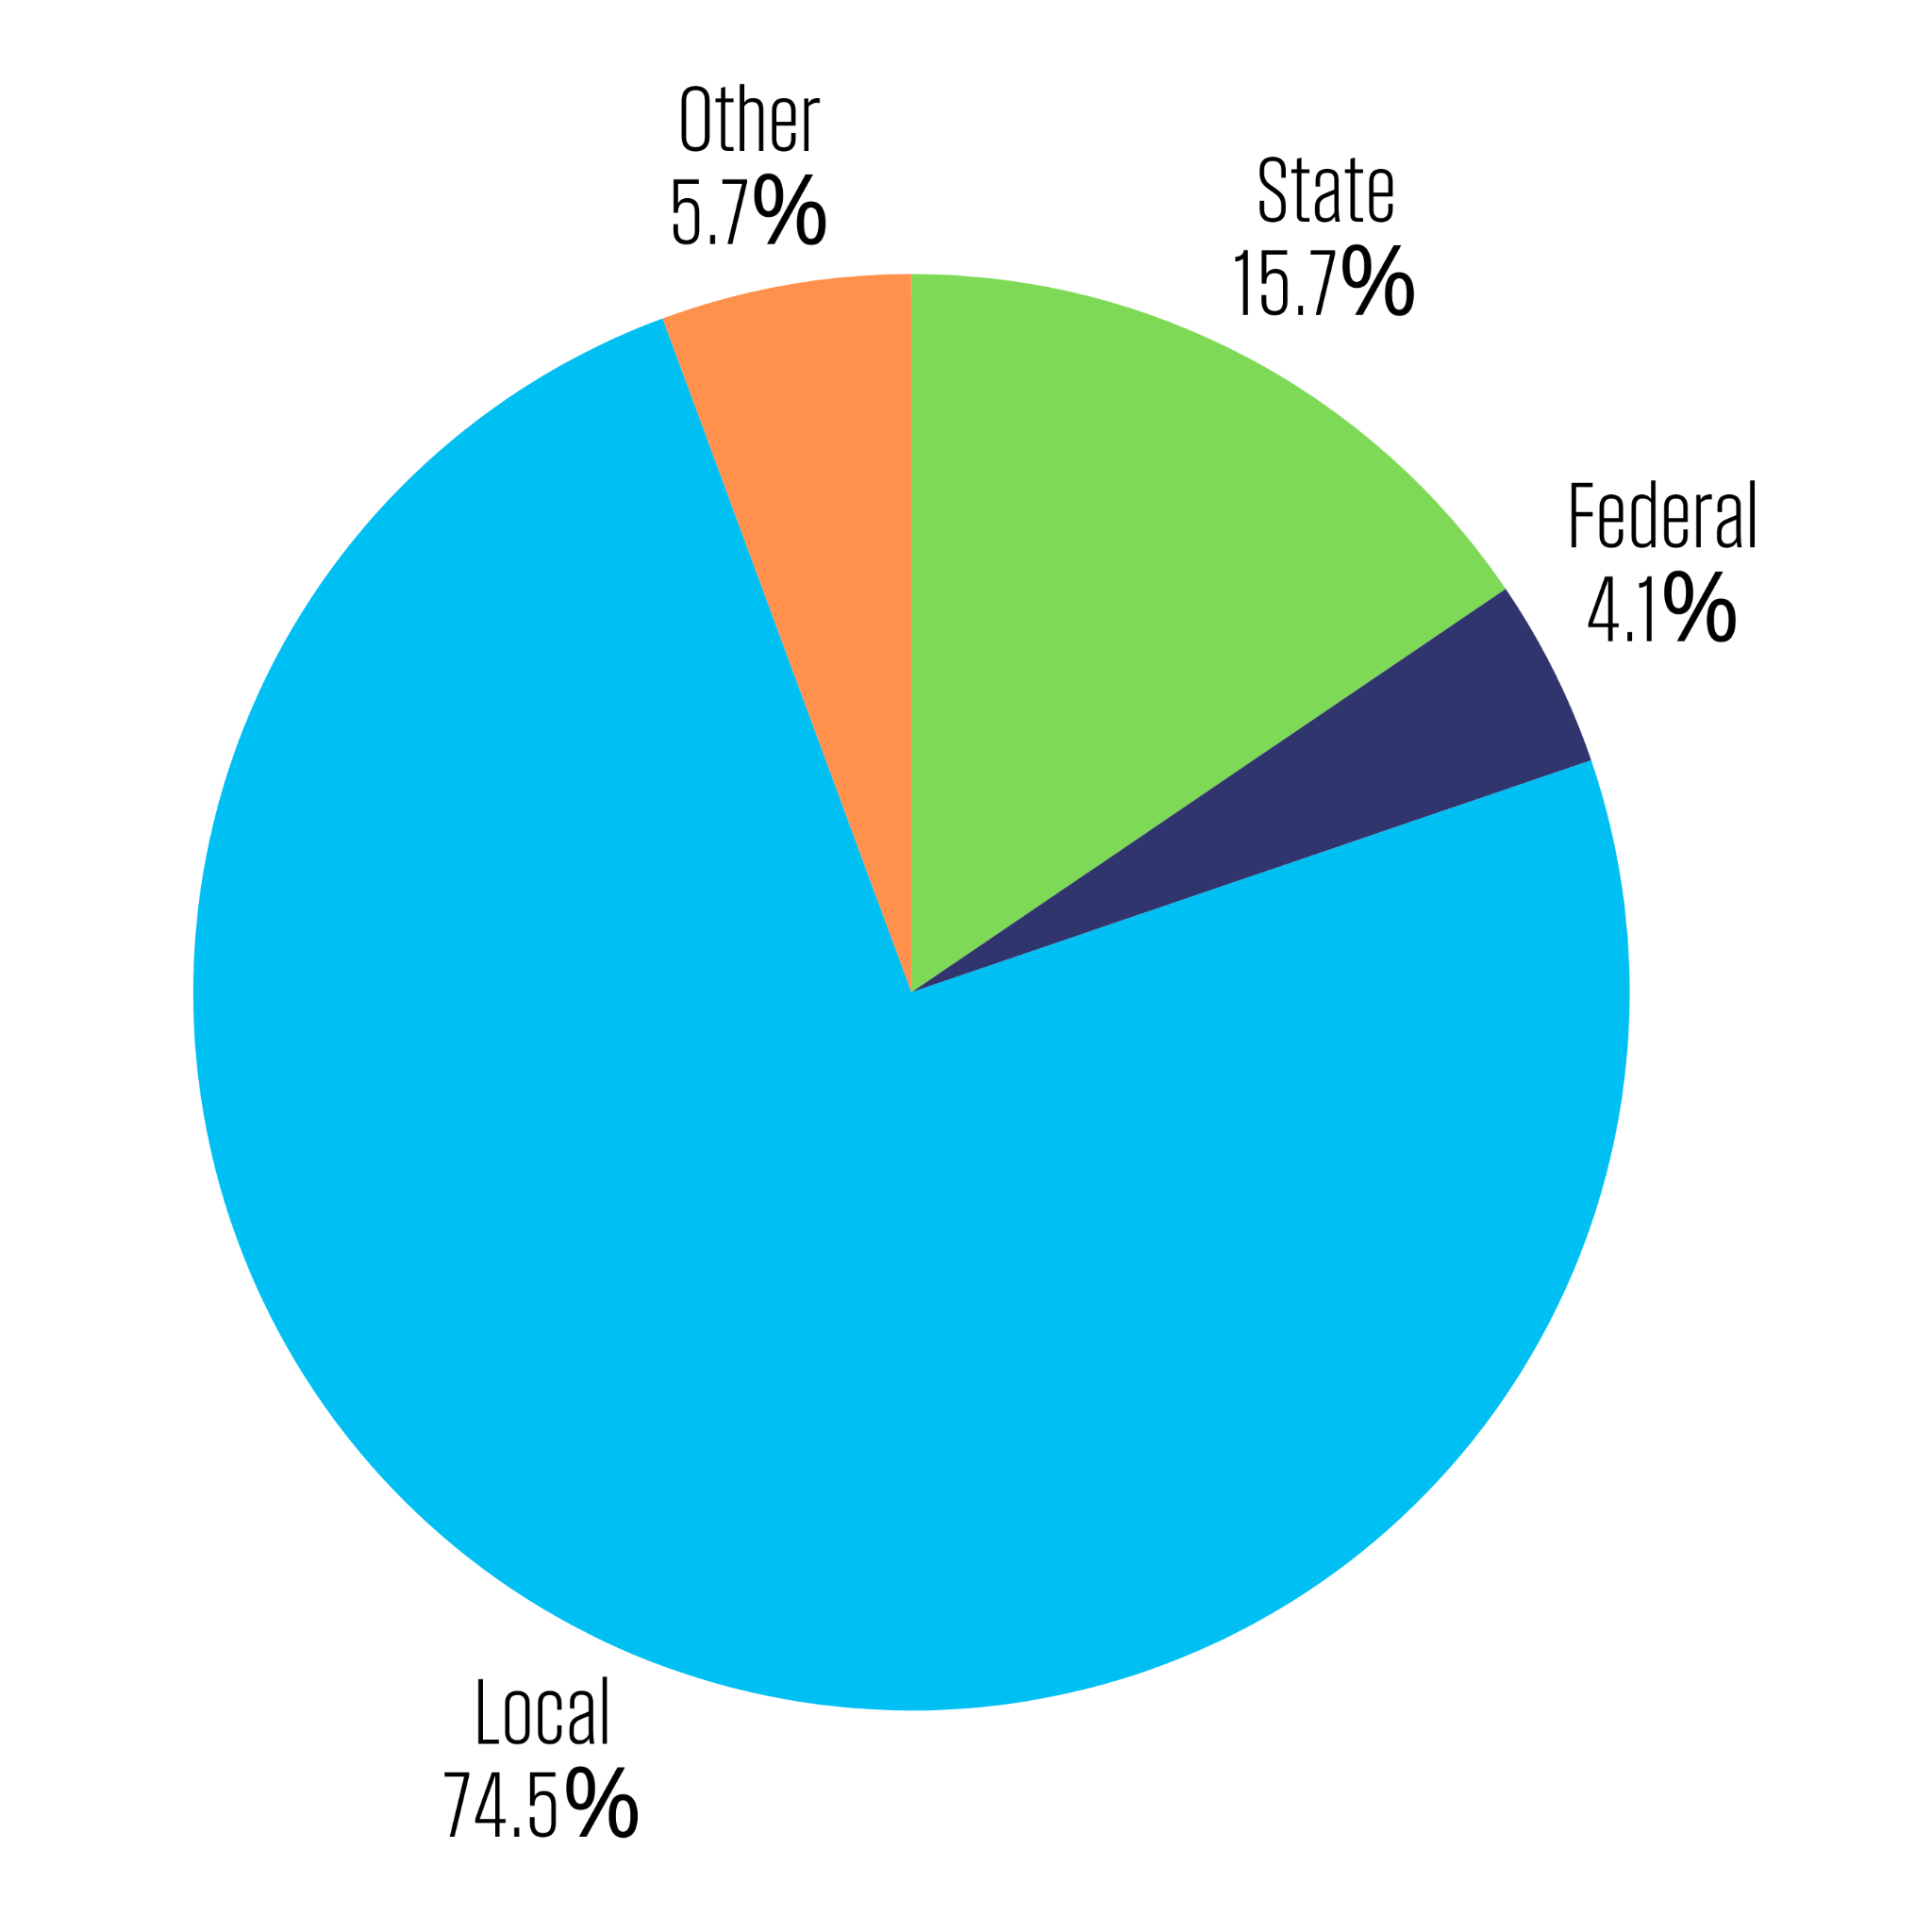 Other
5.7%
State
15.7%
Federal
4.1%
Local
74.5%